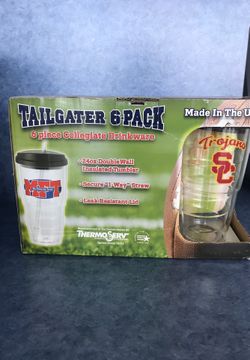 TAILGATER 6 PACK
6 piece Collegiate Drinkware
Made In The U
- 24oz Double Wall
Insulated Tumbler
- Secure "1-Way" Straw
- Leak Resistant Lid
Trojans
SC
THERMOSERV